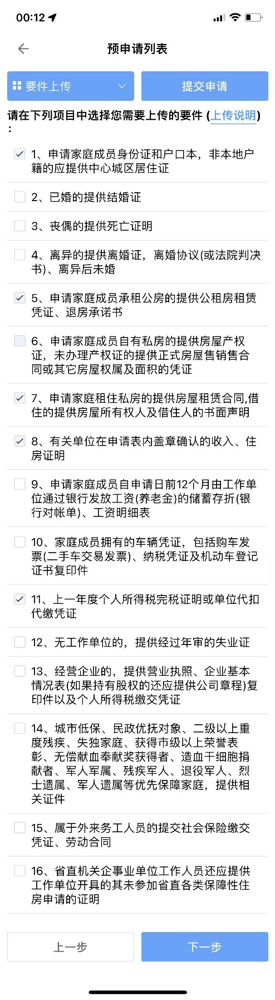 00:12
预申请列表
要件上传
提交申请
请在下列项目中选择您需要上传的要件 (上传说明)
:
1、申请家庭成员身份证和户口本，非本地户
籍的应提供中心城区居住证
2、已婚的提供结婚证
3、丧偶的提供死亡证明
4、离异的提供离婚证，离婚协议(或法院判决
书)、离异后未婚
5、申请家庭成员承租公房的提供公租房租赁
凭证、退房承诺书
6、申请家庭成员自有私房的提供房屋产权
证，未办理产权证的提供正式房屋售销售合
同或其它房屋权属及面积的凭证
7、申请家庭租住私房的提供房屋租赁合同,借
住的提供房屋所有权人及借住人的书面声明
8、有关单位在申请表内盖章确认的收入、住
房证明
9、申请家庭成员自申请日前12个月由工作单
位通过银行发放工资(养老金)的储蓄存折(银
行对帐单)、工资明细表
10、家庭成员拥有的车辆凭证，包括购车发
票(二手车交易发票)、纳税凭证及机动车登记
证书复印件
11、上一年度个人所得税完税证明或单位代扣
代缴凭证
12、无工作单位的，提供经过年审的失业证
13、经营企业的，提供营业执照、企业基本
情况表(如果持有股权的还应提供公司章程)复
印件以及个人所得税缴交凭证
14、城市低保、民政优抚对象、二级以上重
度残疾、失独家庭、获得市级以上荣誉表
彰、无偿献血奉献奖获得者、造血干细胞捐
献者、军人军属、残疾军人、退役军人、烈
士遗属、军人遗属等优先保障家庭，提供相
关证件
15、属于外来务工人员的提交社会保险缴交
凭证、劳动合同
16、省直机关企事业单位工作人员还应提供
工作单位开具的其未参加省直各类保障性住
房申请的证明
上一步
下一步